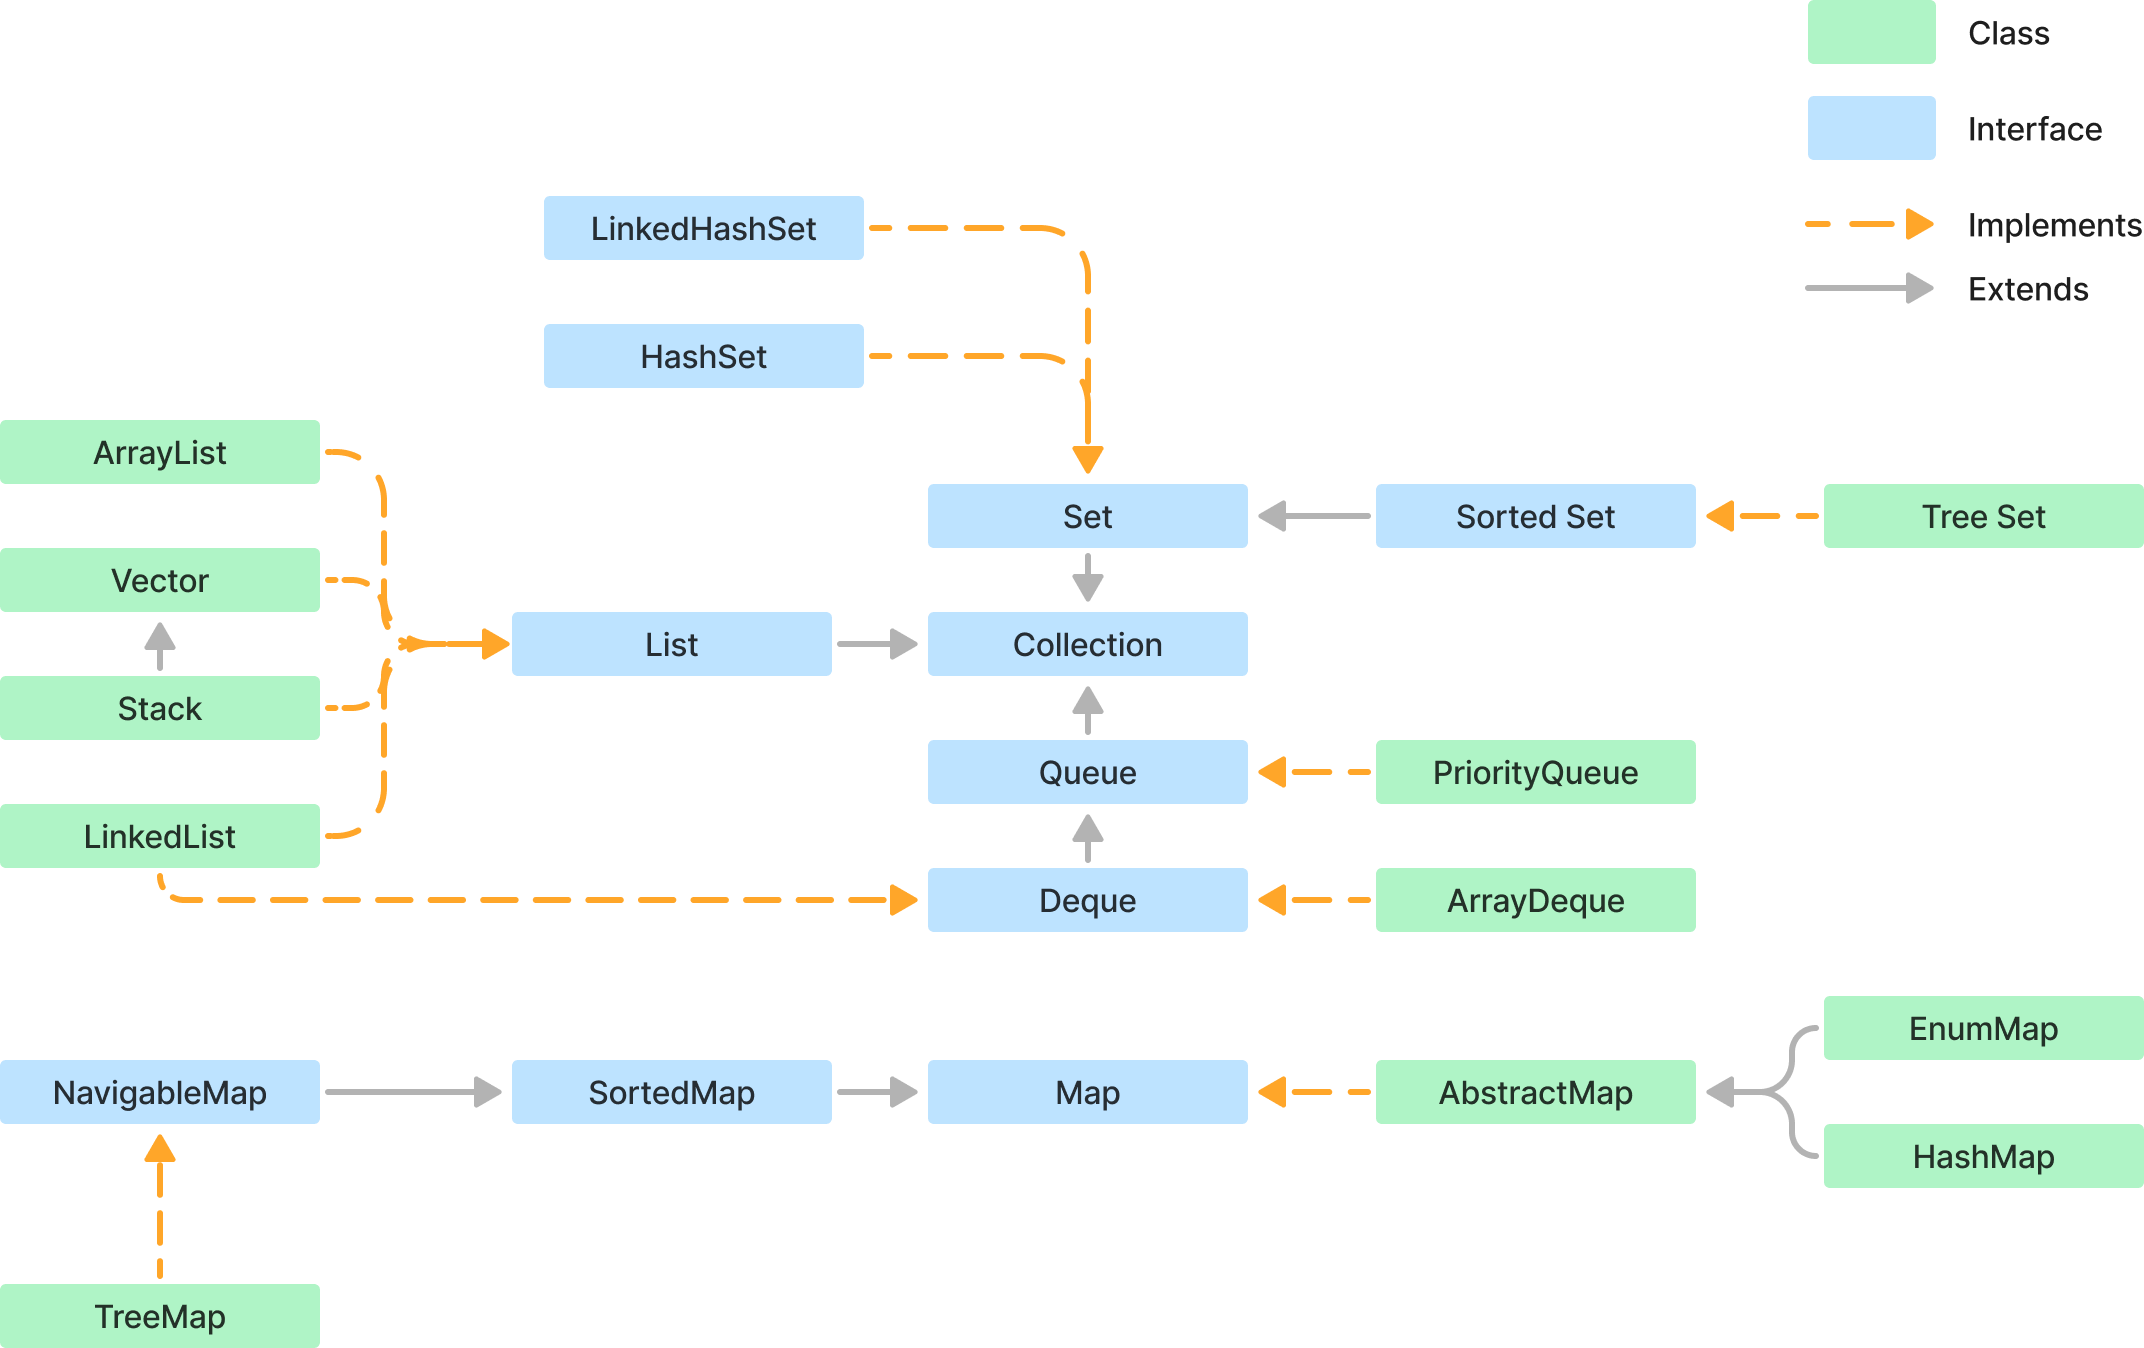 Class
Interface
Implements
Extends
LinkedHashSet
HashSet
ArrayList
Set
Sorted Set
Tree Set
Vector
List
Collection
Stack
Queue
PriorityQueue
LinkedList
Deque
ArrayDeque
EnumMap
NavigableMap
SortedMap
Map
AbstractMap
HashMap
TreeMap